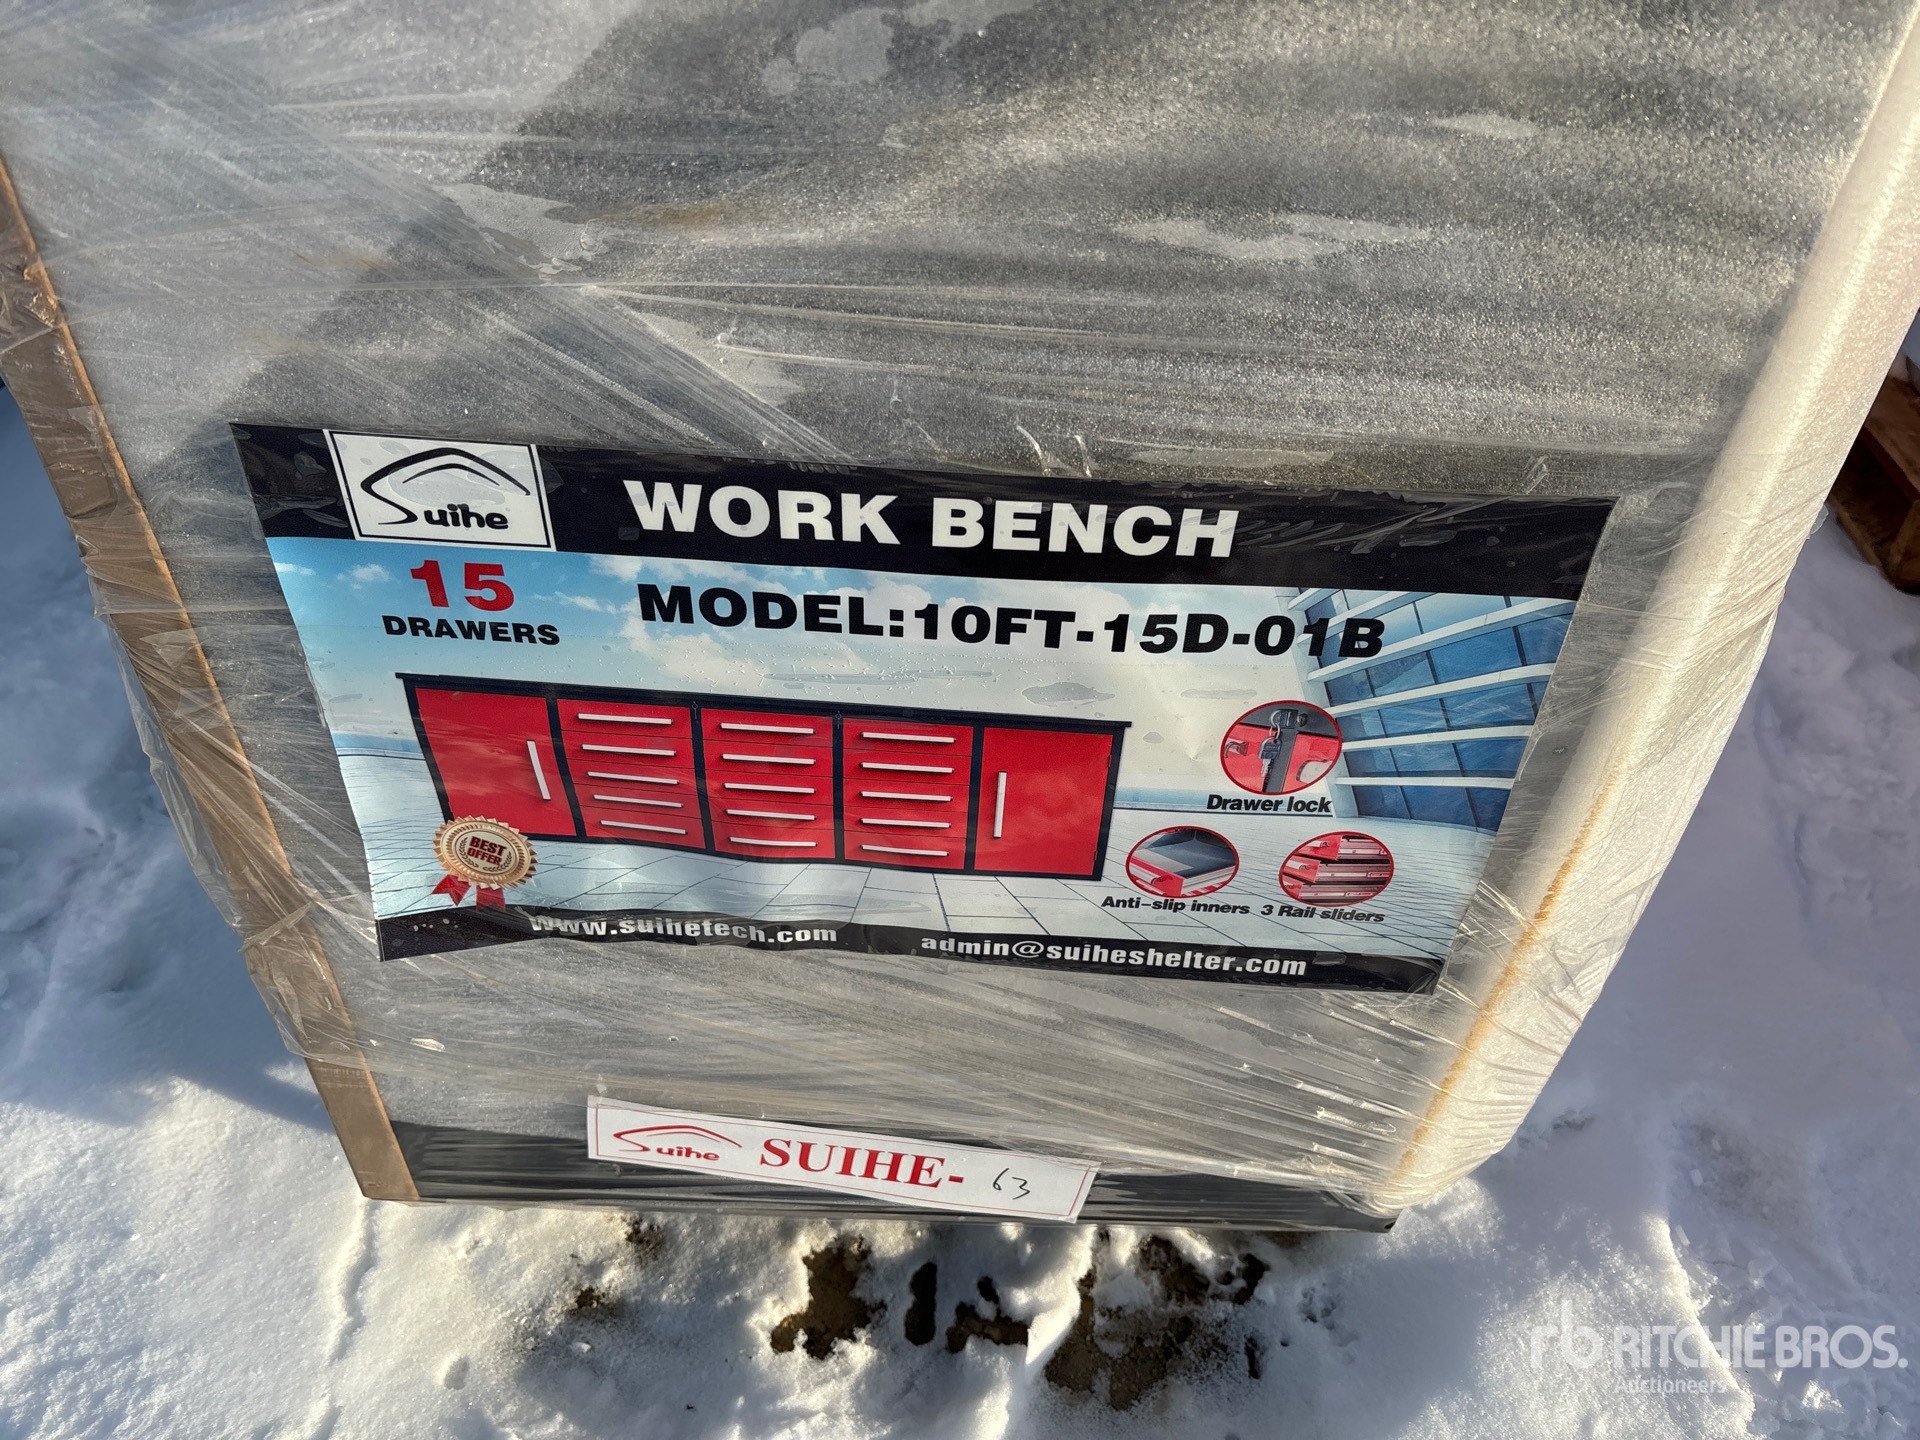 Suihe
WORK BENCH
15
DRAWERS
MODEL:10FT-15D-01B
Drawer lock
BEST
OFFER
Anti-slip inners
3 Rail sliders
www.suihetech.com
admin@suiheshelter.com
Suihe
SUIHE- 63
rb RITCHIE BROS.
Auctioneers